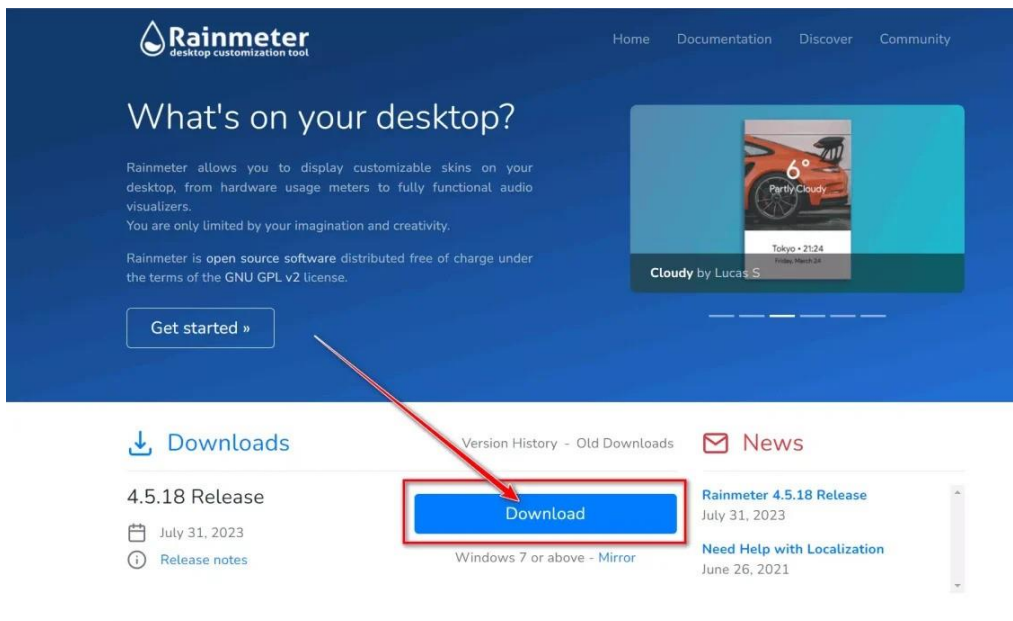 Rainmeter
desktop customization tool
Home Documentation Discover Community
What's on your desktop?
Rainmeter allows you to display customizable skins on your
desktop, from hardware usage meters to fully functional audio
visualizers.
You are only limited by your imagination and creativity.
Rainmeter is open source software distributed free of charge under
the terms of the GNU GPL v2 license.
Get started »
6°
Partly Cloudy
Tokyo • 21:24
Friday, March 24
Cloudy by Lucas S
Downloads
Version History - Old Downloads
4.5.18 Release
July 31, 2023
Release notes
Download
Windows 7 or above - Mirror
News
Rainmeter 4.5.18 Release
July 31, 2023
Need Help with Localization
June 26, 2021